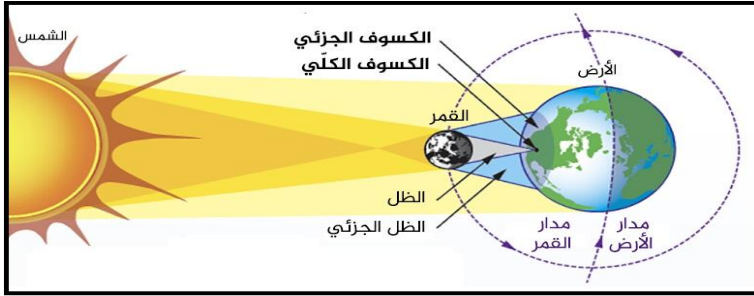 الشمس
الكسوف الجزئي
الكسوف الكلّي
الأرض
القمر
الظل
الظل الجزئي
مدار
القمر
مدار
الأرض